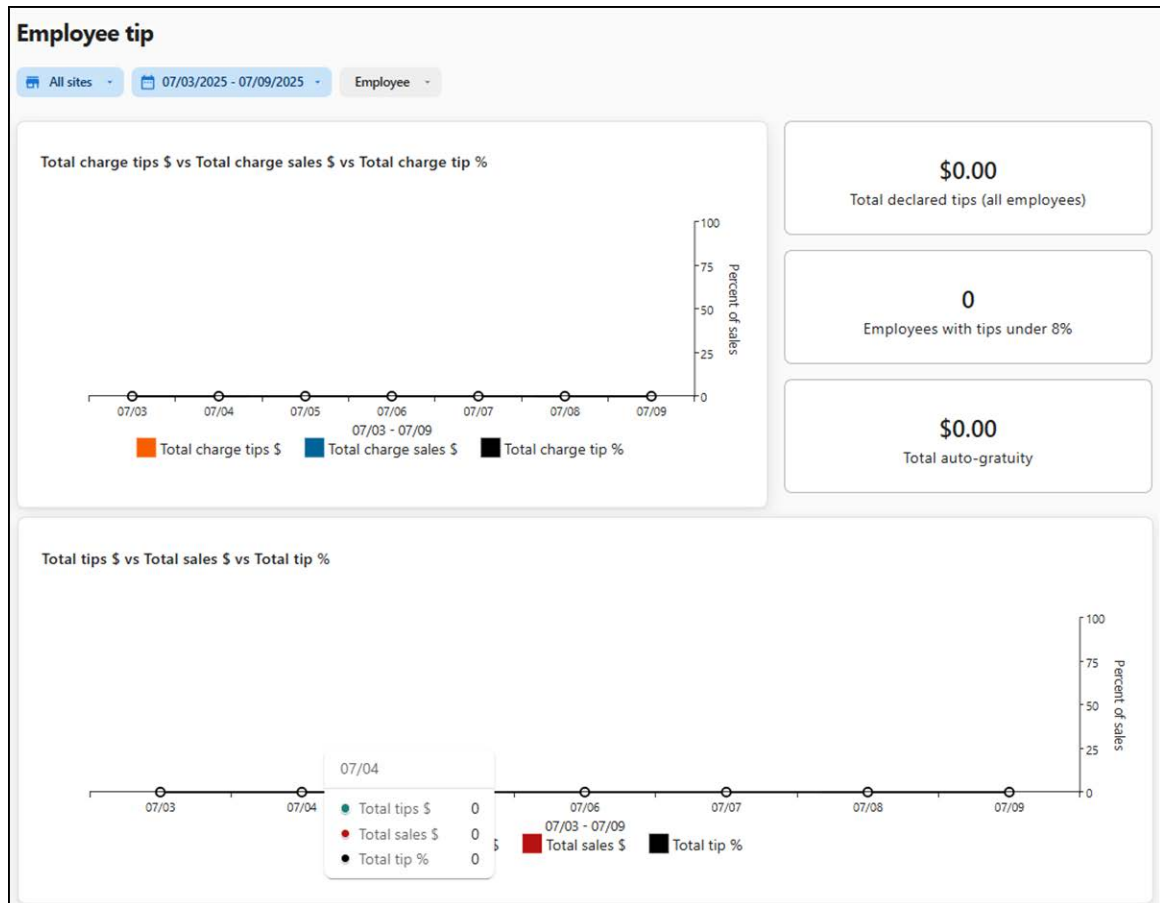 Employee tip
All sites
07/03/2025 - 07/09/2025
Employee
Total charge tips $ vs Total charge sales $ vs Total charge tip %
100
75
50
25
0
Percent of sales
07/03
07/04
07/05
07/06
07/07
07/08
07/09
07/03 - 07/09
Total charge tips $
Total charge sales $
Total charge tip %
$0.00
Total declared tips (all employees)
0
Employees with tips under 8%
$0.00
Total auto-gratuity
Total tips $ vs Total sales $ vs Total tip %
100
75
50
25
0
Percent of sales
07/03
07/04
07/06
07/07
07/08
07/09
07/03 - 07/09
$
Total sales $
Total tip %
07/04
Total tips $ 0
Total sales $ 0
Total tip % 0